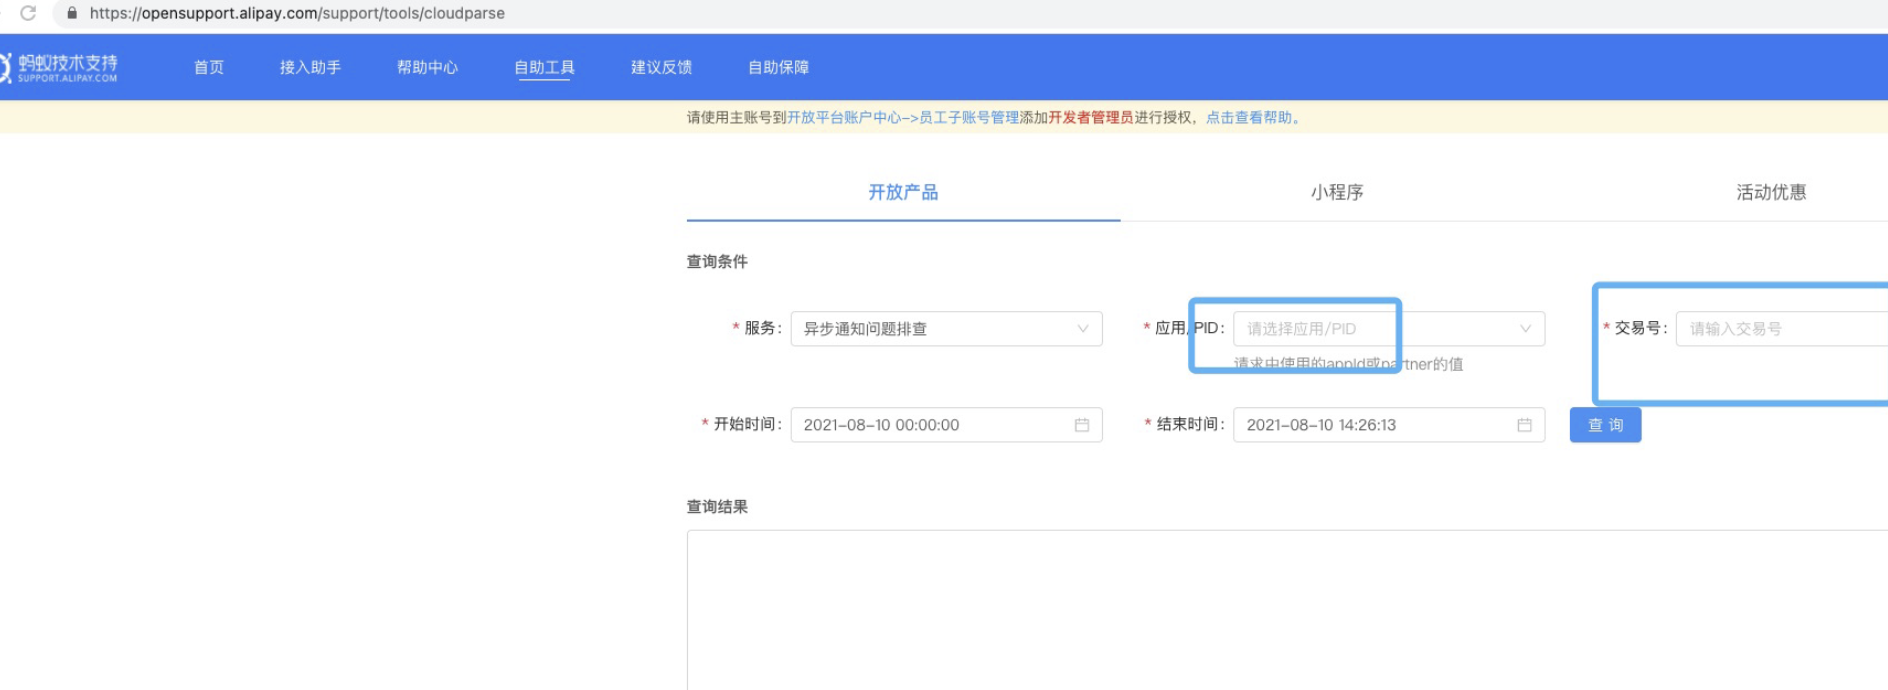 https://opensupport.alipay.com/support/tools/cloudparse
蚂蚁技术支持
SUPPORT.ALIPAY.COM
首页 接入助手 帮助中心 自助工具 建议反馈 自助保障
请使用主账号到开放平台账户中心->员工子账号管理添加开发者管理员进行授权，点击查看帮助。
开放产品 小程序 活动优惠
查询条件
* 服务: 异步通知问题排查 * 应用/PID: 请选择应用/PID * 交易号: 请输入交易号
请求中使用的appId或partner的值
* 开始时间: 2021-08-10 00:00:00 * 结束时间: 2021-08-10 14:26:13 查 询
查询结果